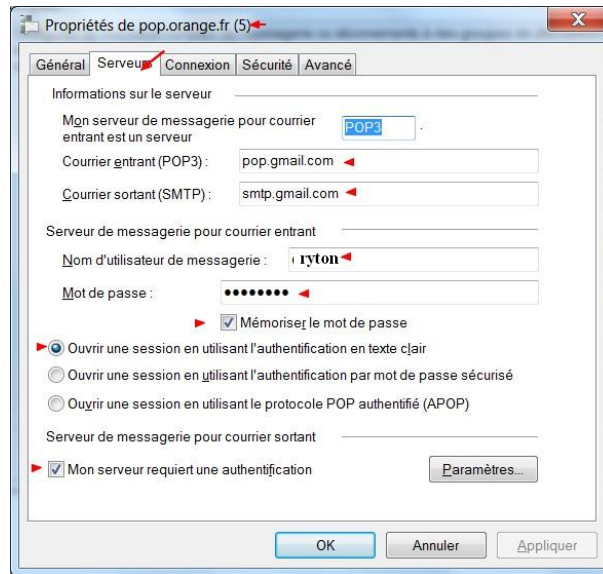 Propriétés de pop.orange.fr (5)
Général Serveurs Connexion Sécurité Avancé
Informations sur le serveur
Mon serveur de messagerie pour courrier
entrant est un serveur
POP3 .
Courrier entrant (POP3) : pop.gmail.com
Courrier sortant (SMTP) : smtp.gmail.com
Serveur de messagerie pour courrier entrant
Nom d'utilisateur de messagerie : ryton
Mot de passe : ••••••••
Mémoriser le mot de passe
Ouvrir une session en utilisant l'authentification en texte clair
Ouvrir une session en utilisant l'authentification par mot de passe sécurisé
Ouvrir une session en utilisant le protocole POP authentifié (APOP)
Serveur de messagerie pour courrier sortant
Mon serveur requiert une authentification Paramètres...
OK Annuler Appliquer